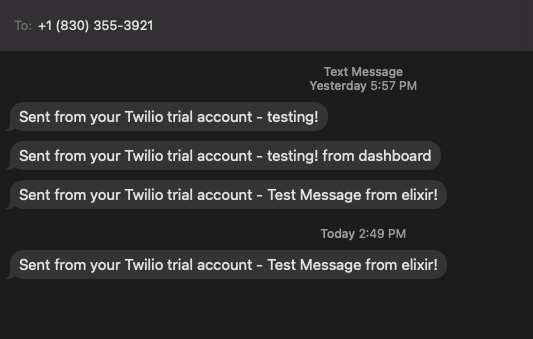 To: +1 (830) 355-3921
Text Message
Yesterday 5:57 PM
Sent from your Twilio trial account - testing!
Sent from your Twilio trial account - testing! from dashboard
Sent from your Twilio trial account - Test Message from elixir!
Today 2:49 PM
Sent from your Twilio trial account - Test Message from elixir!